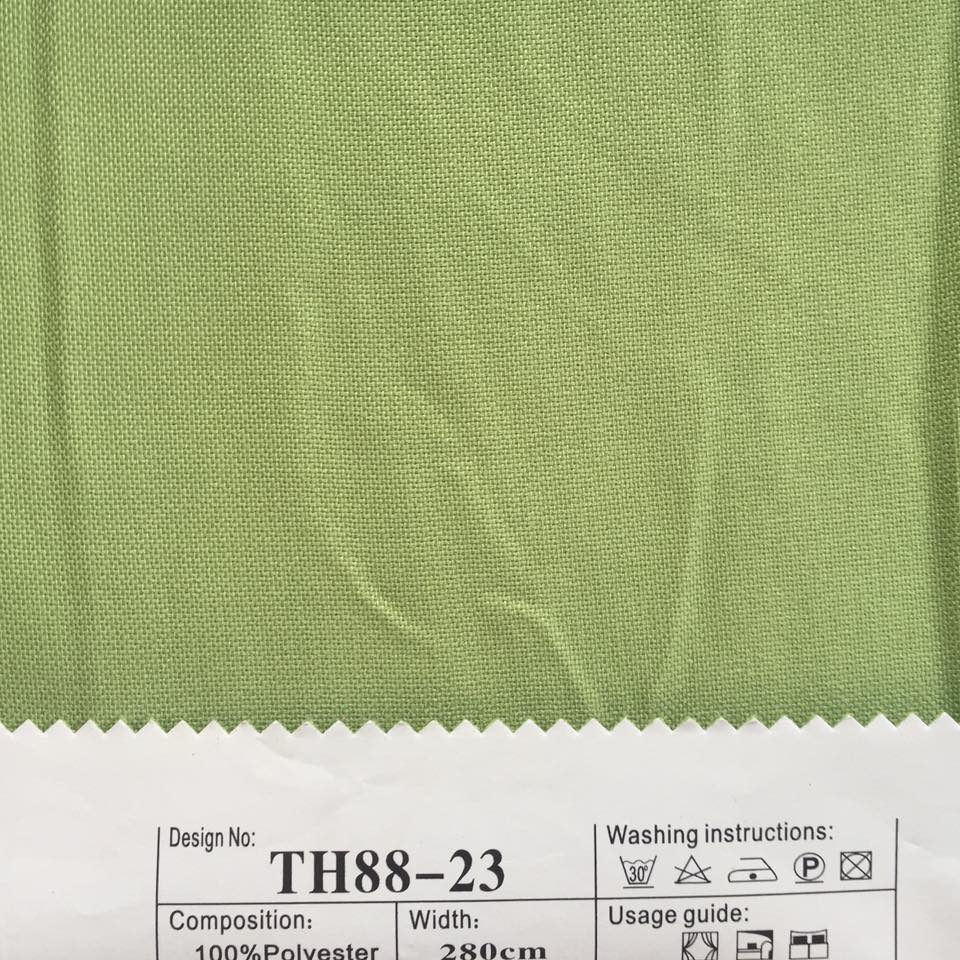 Design No:
TH88-23
Washing instructions:
30°
P
Composition:
100%Polyester
Width:
280cm
Usage guide: